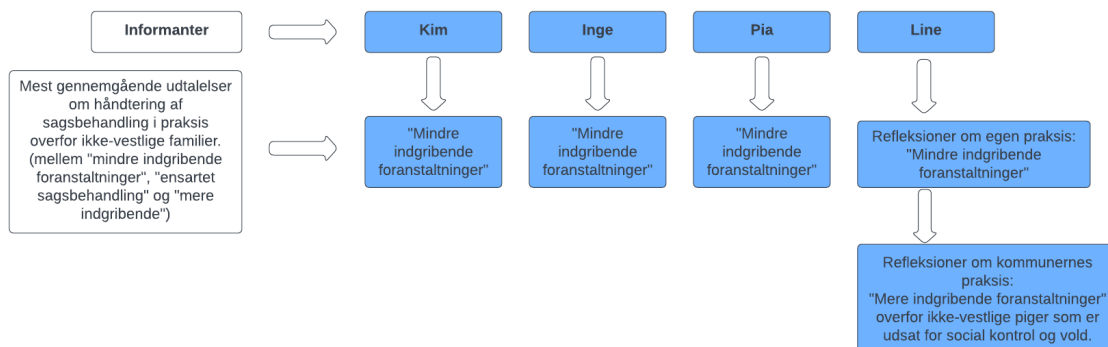 Informanter
Kim
Inge
Pia
Line
Mest gennemgående udtalelser
om håndtering af
sagsbehandling i praksis
overfor ikke-vestlige familier.
(mellem "mindre indgribende
foranstaltninger", "ensartet
sagsbehandling" og "mere
indgribende")
"Mindre
indgribende
foranstaltninger"
"Mindre
indgribende
foranstaltninger"
"Mindre
indgribende
foranstaltninger"
Refleksioner om egen praksis:
"Mindre indgribende
foranstaltninger"
Refleksioner om kommunernes
praksis:
"Mere indgribende foranstaltninger"
overfor ikke-vestlige piger som er
udsat for social kontrol og vold.